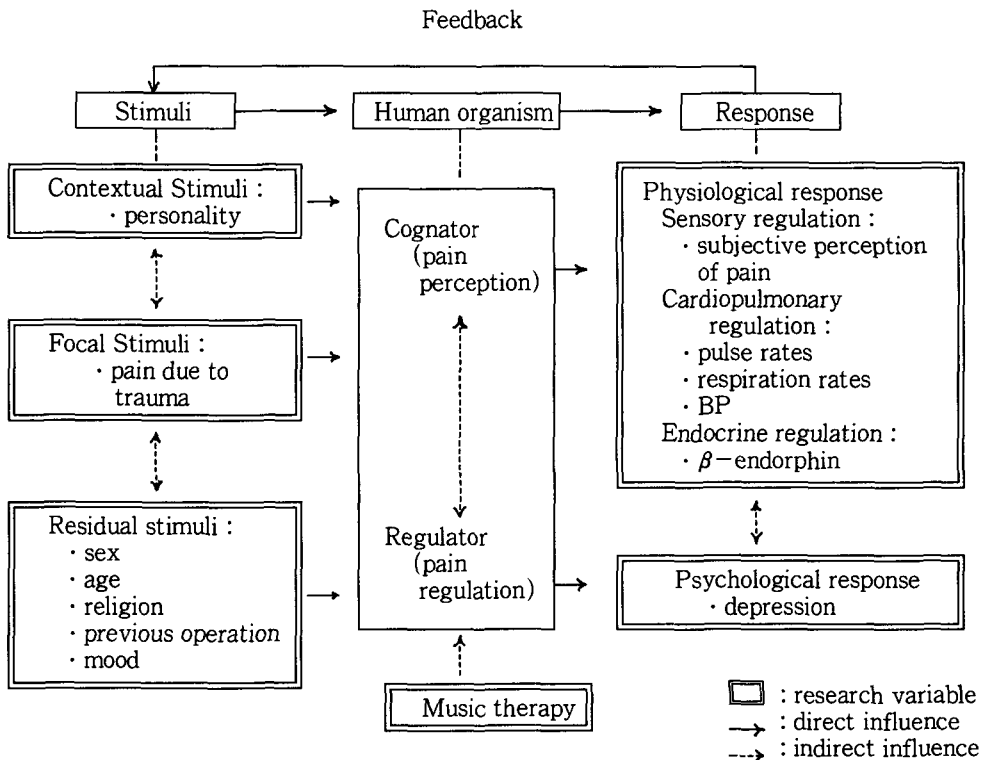 Feedback
Stimuli
Human organism
Response
Contextual Stimuli :
· personality
Focal Stimuli :
· pain due to
trauma
Residual stimuli :
· sex
· age
· religion
· previous operation
· mood
Cognator
(pain
perception)
Regulator
(pain
regulation)
Music therapy
Physiological response
Sensory regulation :
· subjective perception
of pain
Cardiopulmonary
regulation :
· pulse rates
· respiration rates
· BP
Endocrine regulation :
· β-endorphin
Psychological response
· depression
: research variable
: direct influence
: indirect influence